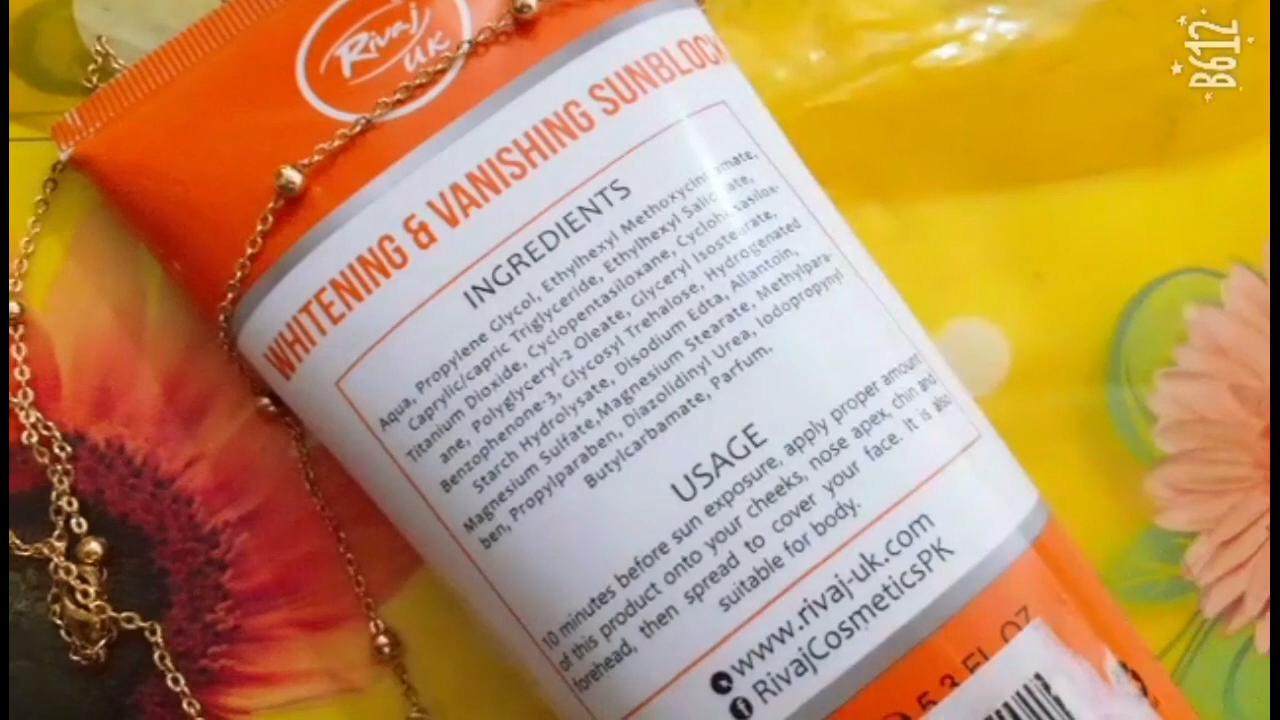 Rivaj
UK
B612
WHITENING & VANISHING SUNBLOCK
INGREDIENTS
Aqua, Propylene Glycol, Ethylhexyl
Caprylic/capric Triglyceride, Ethylhexyl
Titanium Dioxide, Cyclopentasiloxane,
ane, Polyglyceryl-2 Oleate, Glyceryl Isostearate,
Benzophenone-3, Glycosyl Trehalose, Hydrogenated
Starch Hydrolysate, Disodium Edta, Allantoin,
Magnesium Sulfate,Magnesium Stearate, Methylpara-
ben, Propylparaben, Diazolidinyl Urea, Iodopropynyl
Butylcarbamate, Parfum.
USAGE
10 minutes before sun exposure, apply proper amount
of this product onto your cheeks, nose apex, chin and
forehead, then spread to cover your face. It is also
suitable for body.
www.rivaj-uk.com
RivajCosmeticsPK
5.3 FL OZ